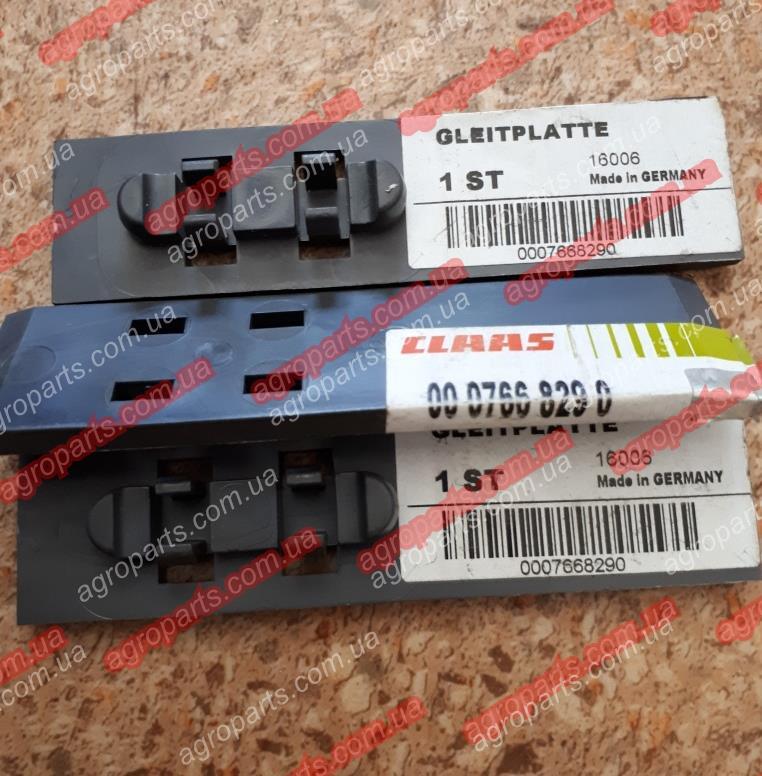 GLEITPLATTE
16006
1 ST Made in GERMANY
0007668290
CLAAS
00 0766 829 0
GLEITPLATTE
16006
1 ST Made in GERMANY
0007668290
agroparts.com.ua